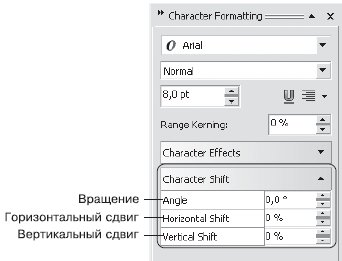 Character Formatting
Arial
Normal
8,0 pt
Range Kerning: 0 %
Character Effects
Character Shift
Вращение Angle 0,0 °
Горизонтальный сдвиг Horizontal Shift 0 %
Вертикальный сдвиг Vertical Shift 0 %